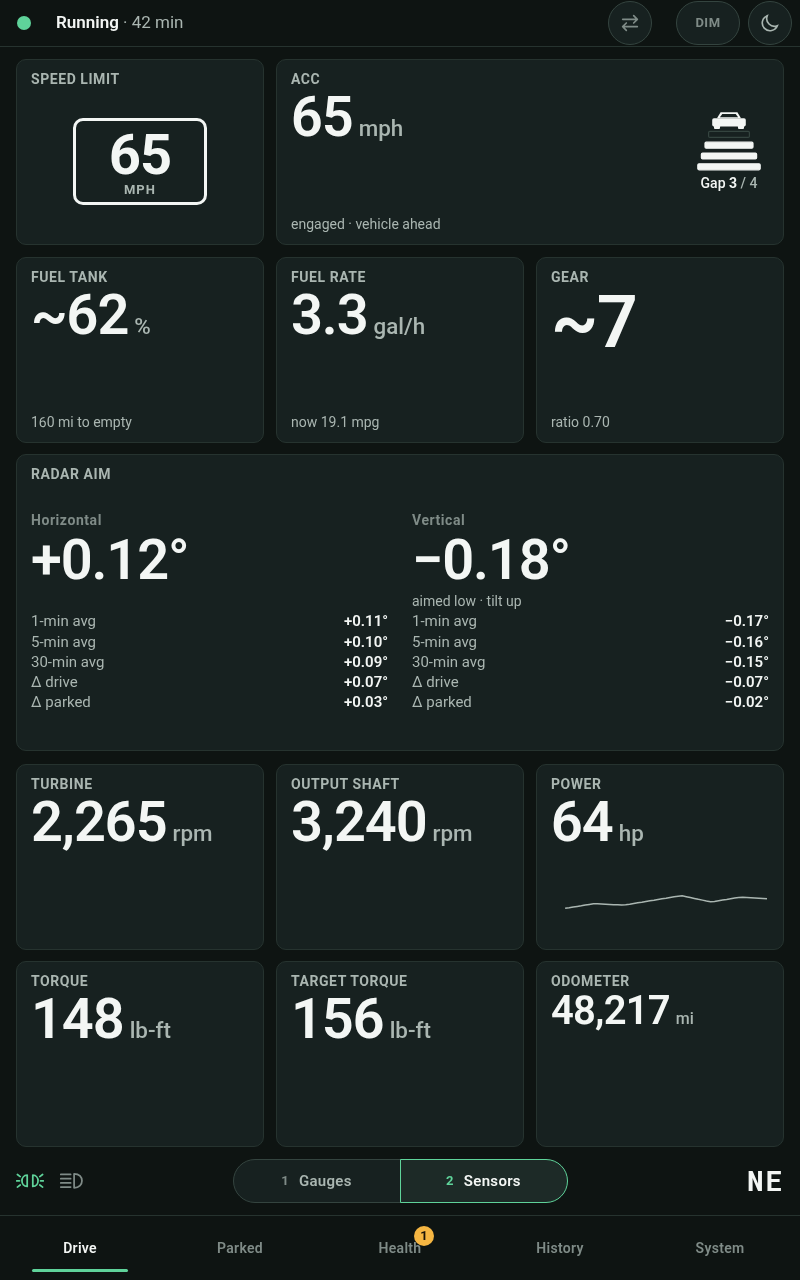 Running · 42 min
DIM
SPEED LIMIT
65
MPH
ACC
65 mph
Gap 3 / 4
engaged · vehicle ahead
FUEL TANK
~62 %
160 mi to empty
FUEL RATE
3.3 gal/h
now 19.1 mpg
GEAR
~7
ratio 0.70
RADAR AIM
Horizontal
+0.12°
1-min avg +0.11°
5-min avg +0.10°
30-min avg +0.09°
Δ drive +0.07°
Δ parked +0.03°
Vertical
−0.18°
aimed low · tilt up
1-min avg −0.17°
5-min avg −0.16°
30-min avg −0.15°
Δ drive −0.07°
Δ parked −0.02°
TURBINE
2,265 rpm
OUTPUT SHAFT
3,240 rpm
POWER
64 hp
TORQUE
148 lb-ft
TARGET TORQUE
156 lb-ft
ODOMETER
48,217 mi
1 Gauges
2 Sensors
NE
Drive
Parked
Health 1
History
System